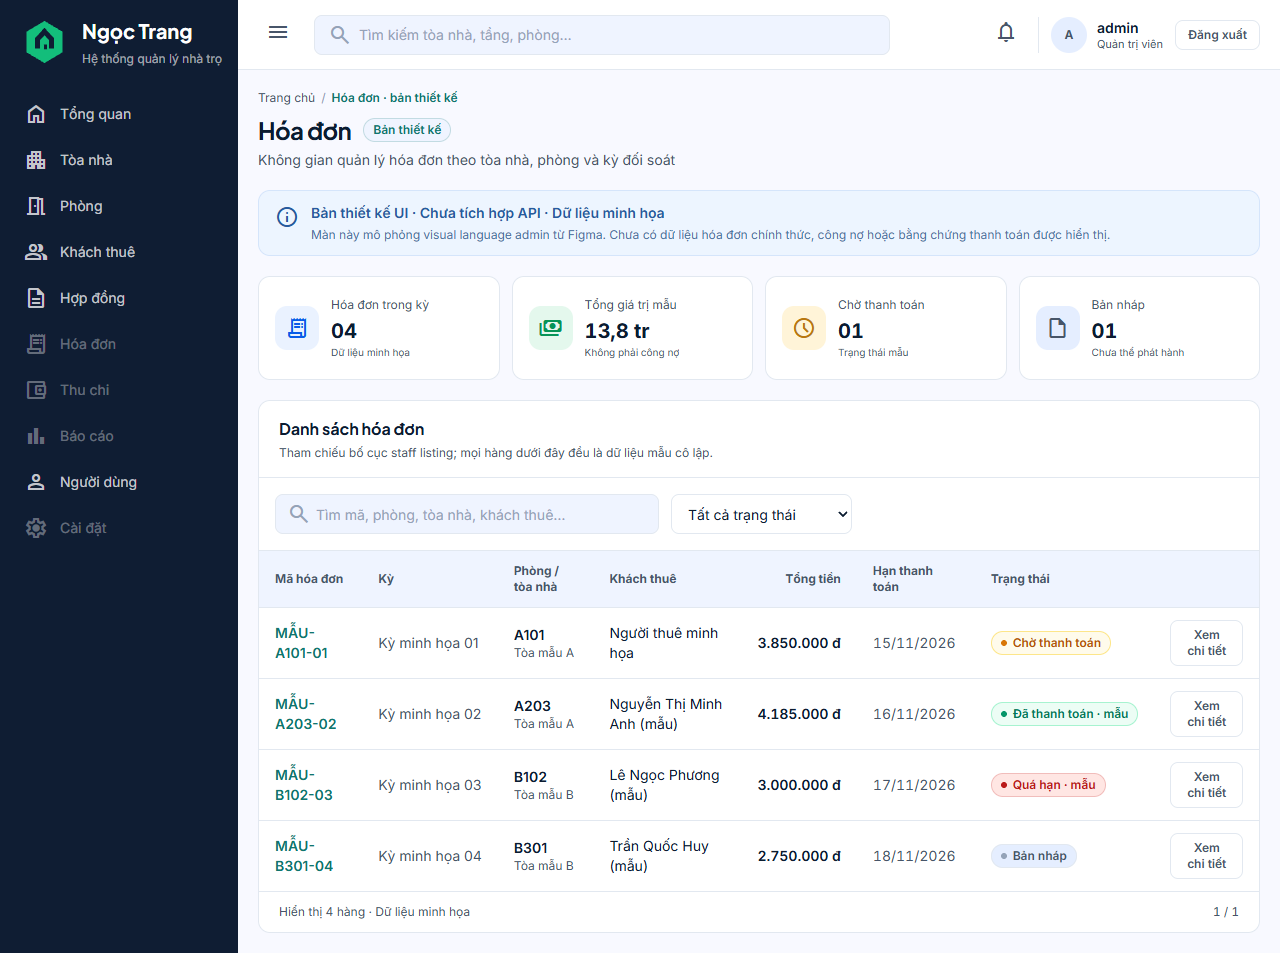 Ngọc Trang
Hệ thống quản lý nhà trọ
Tổng quan
Tòa nhà
Phòng
Khách thuê
Hợp đồng
Hóa đơn
Thu chi
Báo cáo
Người dùng
Cài đặt
Tìm kiếm tòa nhà, tầng, phòng...
A
admin
Quản trị viên
Đăng xuất
Trang chủ / Hóa đơn · bản thiết kế
Hóa đơn
Bản thiết kế
Không gian quản lý hóa đơn theo tòa nhà, phòng và kỳ đối soát
Bản thiết kế UI · Chưa tích hợp API · Dữ liệu minh họa
Màn này mô phỏng visual language admin từ Figma. Chưa có dữ liệu hóa đơn chính thức, công nợ hoặc bằng chứng thanh toán được hiển thị.
Hóa đơn trong kỳ
04
Dữ liệu minh họa
Tổng giá trị mẫu
13,8 tr
Không phải công nợ
Chờ thanh toán
01
Trạng thái mẫu
Bản nháp
01
Chưa thể phát hành
Danh sách hóa đơn
Tham chiếu bố cục staff listing; mọi hàng dưới đây đều là dữ liệu mẫu cô lập.
Tìm mã, phòng, tòa nhà, khách thuê...
Tất cả trạng thái
Mã hóa đơn
Kỳ
Phòng /
tòa nhà
Khách thuê
Tổng tiền
Hạn thanh
toán
Trạng thái
MẪU-
A101-01
Kỳ minh họa 01
A101
Tòa mẫu A
Người thuê minh
họa
3.850.000 đ
15/11/2026
Chờ thanh toán
Xem
chi tiết
MẪU-
A203-02
Kỳ minh họa 02
A203
Tòa mẫu A
Nguyễn Thị Minh
Anh (mẫu)
4.185.000 đ
16/11/2026
Đã thanh toán · mẫu
Xem
chi tiết
MẪU-
B102-03
Kỳ minh họa 03
B102
Tòa mẫu B
Lê Ngọc Phương
(mẫu)
3.000.000 đ
17/11/2026
Quá hạn · mẫu
Xem
chi tiết
MẪU-
B301-04
Kỳ minh họa 04
B301
Tòa mẫu B
Trần Quốc Huy
(mẫu)
2.750.000 đ
18/11/2026
Bản nháp
Xem
chi tiết
Hiển thị 4 hàng · Dữ liệu minh họa
1 / 1